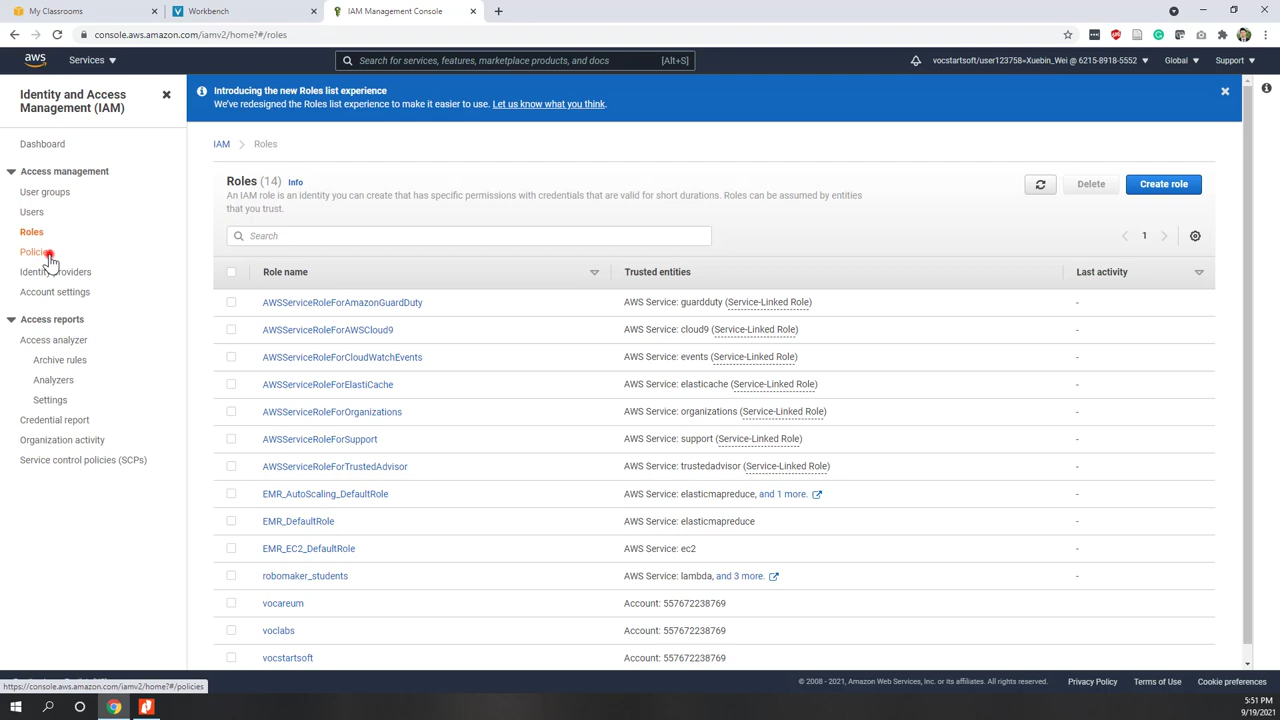 My Classrooms
Workbench
IAM Management Console
console.aws.amazon.com/iamv2/home?#/roles
aws
Services
Search for services, features, marketplace products, and docs
[Alt+S]
vocstartsoft/user123758=Xuebin_Wei @ 6215-8918-5552
Global
Support
Identity and Access
Management (IAM)
Dashboard
Access management
User groups
Users
Roles
Policies
Identity providers
Account settings
Access reports
Access analyzer
Archive rules
Analyzers
Settings
Credential report
Organization activity
Service control policies (SCPs)
Introducing the new Roles list experience
We've redesigned the Roles list experience to make it easier to use. Let us know what you think.
IAM
Roles
Roles (14) Info
An IAM role is an identity you can create that has specific permissions with credentials that are valid for short durations. Roles can be assumed by entities
that you trust.
Delete
Create role
Search
1
Role name
Trusted entities
Last activity
AWSServiceRoleForAmazonGuardDuty
AWS Service: guardduty (Service-Linked Role)
-
AWSServiceRoleForAWSCloud9
AWS Service: cloud9 (Service-Linked Role)
-
AWSServiceRoleForCloudWatchEvents
AWS Service: events (Service-Linked Role)
-
AWSServiceRoleForElastiCache
AWS Service: elasticache (Service-Linked Role)
-
AWSServiceRoleForOrganizations
AWS Service: organizations (Service-Linked Role)
-
AWSServiceRoleForSupport
AWS Service: support (Service-Linked Role)
-
AWSServiceRoleForTrustedAdvisor
AWS Service: trustedadvisor (Service-Linked Role)
-
EMR_AutoScaling_DefaultRole
AWS Service: elasticmapreduce, and 1 more.
-
EMR_DefaultRole
AWS Service: elasticmapreduce
-
EMR_EC2_DefaultRole
AWS Service: ec2
-
robomaker_students
AWS Service: lambda, and 3 more.
-
vocareum
Account: 557672238769
-
voclabs
Account: 557672238769
-
vocstartsoft
Account: 557672238769
-
https://console.aws.amazon.com/iamv2/home?#/policies
© 2008 - 2021, Amazon Web Services, Inc. or its affiliates. All rights reserved.
Privacy Policy
Terms of Use
Cookie preferences
5:51 PM
9/19/2021